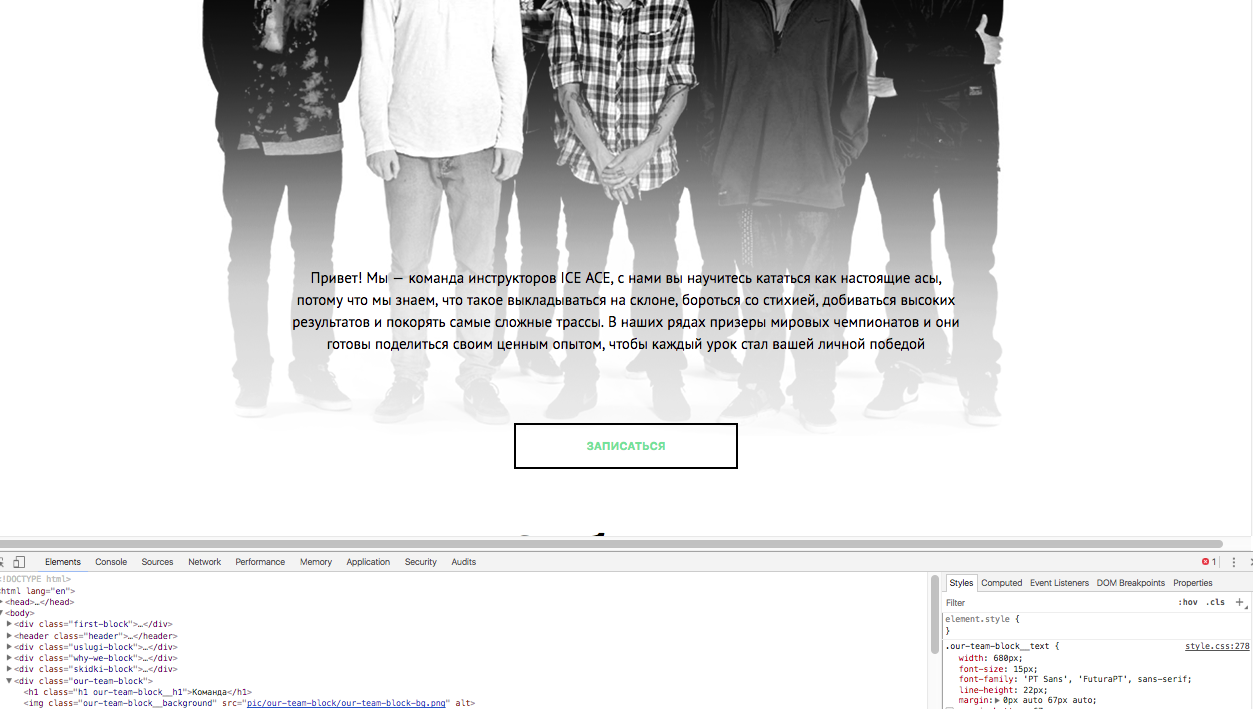 Привет! Мы — команда инструкторов ICE ACE, с нами вы научитесь кататься как настоящие асы,
потому что мы знаем, что такое выкладываться на склоне, бороться со стихией, добиваться высоких
результатов и покорять самые сложные трассы. В наших рядах призеры мировых чемпионатов и они
готовы поделиться своим ценным опытом, чтобы каждый урок стал вашей личной победой
ЗАПИСАТЬСЯ
Elements Console Sources Network Performance Memory Application Security Audits 1
!DOCTYPE html>
html lang="en">
<head>…</head>
<body>
<div class="first-block">…</div>
<header class="header">…</header>
<div class="uslugi-block">…</div>
<div class="why-we-block">…</div>
<div class="skidki-block">…</div>
<div class="our-team-block">
<h1 class="h1 our-team-block__h1">Команда</h1>
<img class="our-team-block__background" src="pic/our-team-block/our-team-block-bg.png" alt>
Styles Computed Event Listeners DOM Breakpoints Properties
Filter :hov .cls +
element.style {
}
.our-team-block__text { style.css:278
width: 680px;
font-size: 15px;
font-family: 'PT Sans', 'FuturaPT', sans-serif;
line-height: 22px;
margin: 0px auto 67px auto;